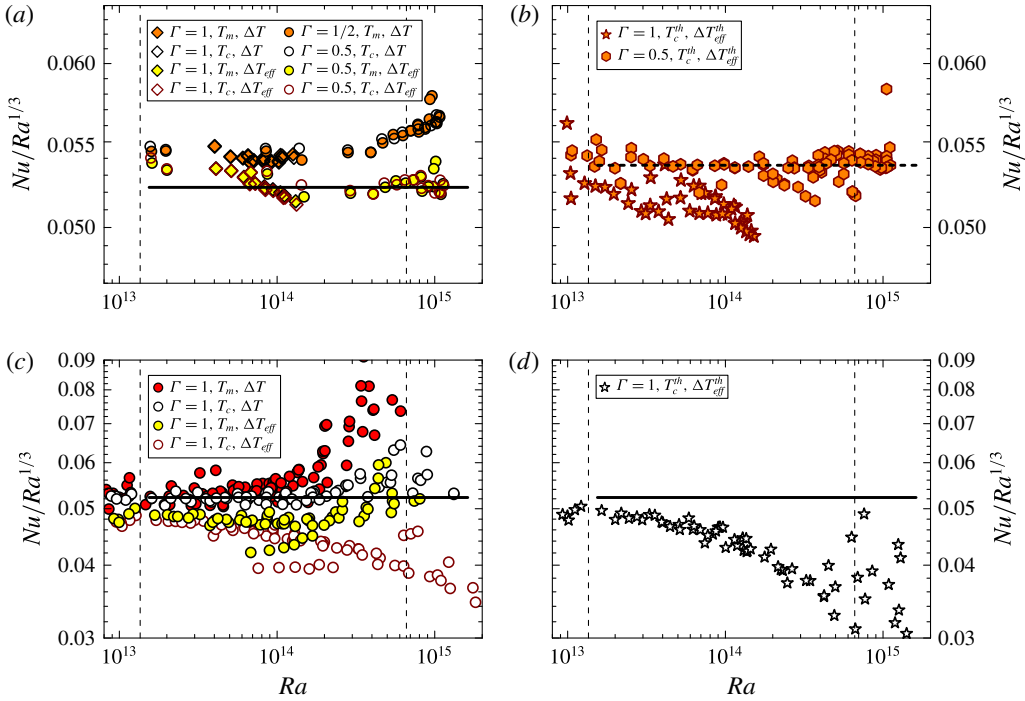 (a)
Γ = 1, T_m, ΔT
Γ = 1, T_c, ΔT
Γ = 1, T_m, ΔT_eff
Γ = 1, T_c, ΔT_eff
Γ = 1/2, T_m, ΔT
Γ = 0.5, T_c, ΔT
Γ = 0.5, T_m, ΔT_eff
Γ = 0.5, T_c, ΔT_eff
0.060
0.055
0.050
Nu/Ra^{1/3}
10^{13}
10^{14}
10^{15}
(b)
Γ = 1, T_c^{th}, ΔT_{eff}^{th}
Γ = 0.5, T_c^{th}, ΔT_{eff}^{th}
0.060
0.055
0.050
Nu/Ra^{1/3}
10^{13}
10^{14}
10^{15}
(c)
Γ = 1, T_m, ΔT
Γ = 1, T_c, ΔT
Γ = 1, T_m, ΔT_eff
Γ = 1, T_c, ΔT_eff
0.09
0.08
0.07
0.06
0.05
0.04
0.03
Nu/Ra^{1/3}
10^{13}
10^{14}
10^{15}
Ra
(d)
Γ = 1, T_c^{th}, ΔT_{eff}^{th}
0.09
0.08
0.07
0.06
0.05
0.04
0.03
Nu/Ra^{1/3}
10^{13}
10^{14}
10^{15}
Ra